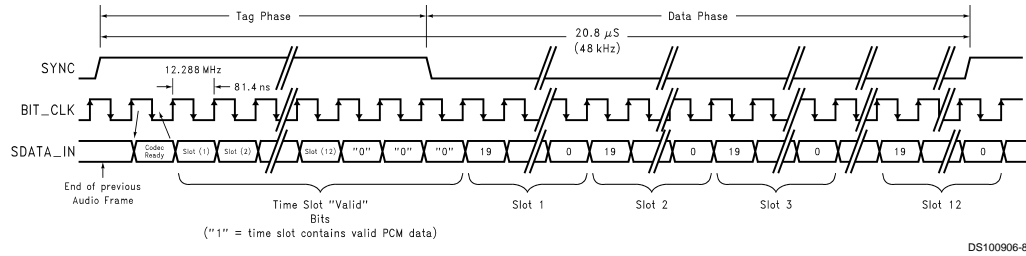 Tag Phase
Data Phase
20.8 μS
(48 kHz)
SYNC
12.288 MHz
81.4 ns
BIT_CLK
SDATA_IN
Codec
Ready
Slot (1)
Slot (2)
Slot (12)
"0"
"0"
"0"
19
0
19
0
19
0
19
0
End of previous
Audio Frame
Time Slot "Valid"
Bits
("1" = time slot contains valid PCM data)
Slot 1
Slot 2
Slot 3
Slot 12
DS100906-8